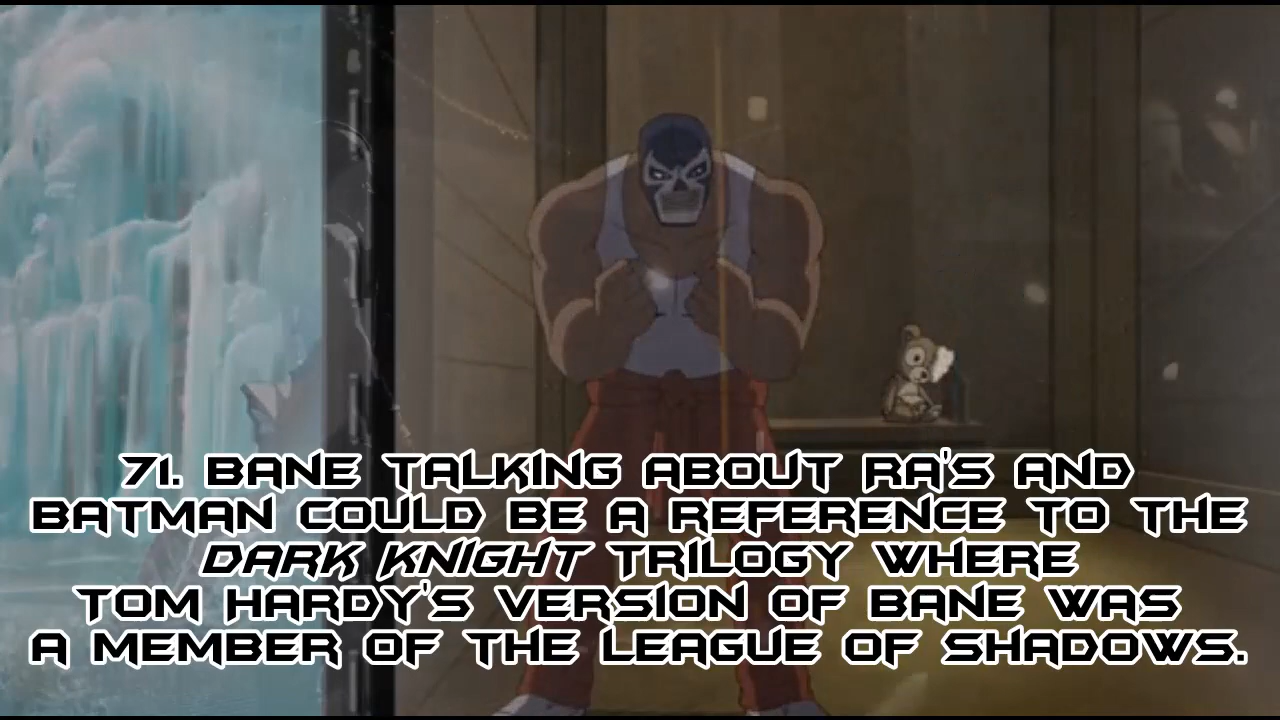 71. BANE TALKING ABOUT RA'S AND
BATMAN COULD BE A REFERENCE TO THE
DARK KNIGHT TRILOGY WHERE
TOM HARDY'S VERSION OF BANE WAS
A MEMBER OF THE LEAGUE OF SHADOWS.